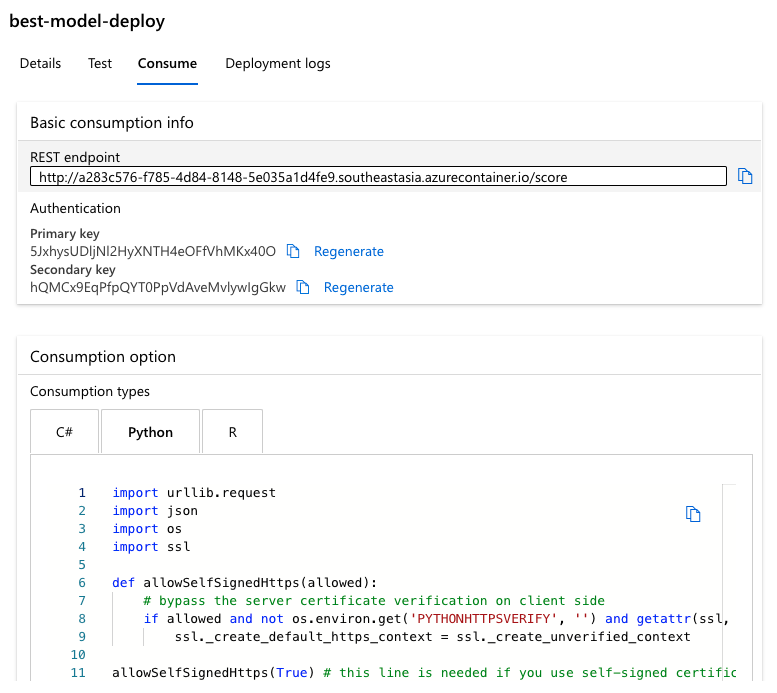 best-model-deploy
Details Test Consume Deployment logs
Basic consumption info
REST endpoint
http://a283c576-f785-4d84-8148-5e035a1d4fe9.southeastasia.azurecontainer.io/score
Authentication
Primary key
5JxhysUDljNl2HyXNTH4eOFfVhMKx40O Regenerate
Secondary key
hQMCx9EqPfpQYT0PpVdAveMvlywIgGkw Regenerate
Consumption option
Consumption types
C# Python R
1 import urllib.request
2 import json
3 import os
4 import ssl
5
6 def allowSelfSignedHttps(allowed):
7 # bypass the server certificate verification on client side
8 if allowed and not os.environ.get('PYTHONHTTPSVERIFY', '') and getattr(ssl,
9 ssl._create_default_https_context = ssl._create_unverified_context
10
11 allowSelfSignedHttps(True) # this line is needed if you use self-signed certific